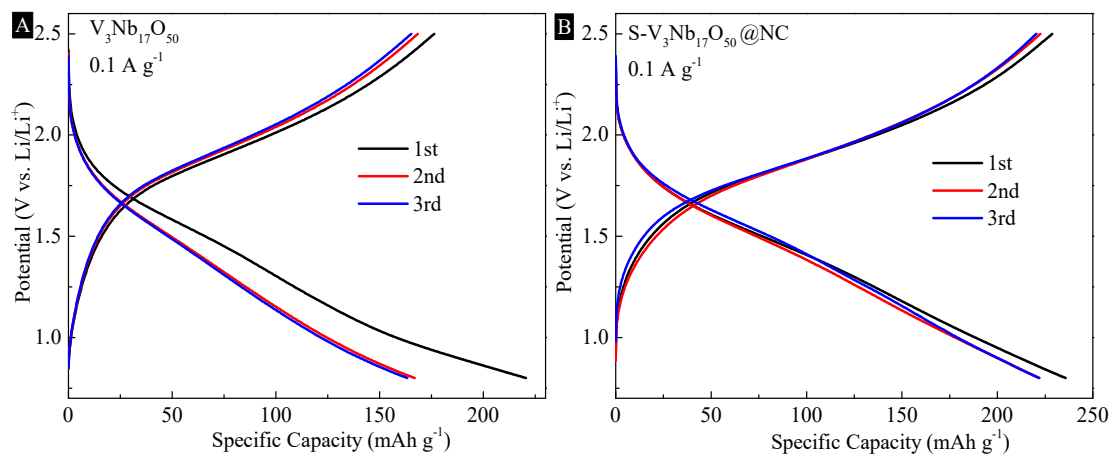 A
V₃Nb₁₇O₅₀
0.1 A g⁻¹
1st
2nd
3rd
Potential (V vs. Li/Li⁺)
2.5
2.0
1.5
1.0
0 50 100 150 200
Specific Capacity (mAh g⁻¹)
B
S-V₃Nb₁₇O₅₀@NC
0.1 A g⁻¹
1st
2nd
3rd
Potential (V vs. Li/Li⁺)
2.5
2.0
1.5
1.0
0 50 100 150 200 250
Specific Capacity (mAh g⁻¹)